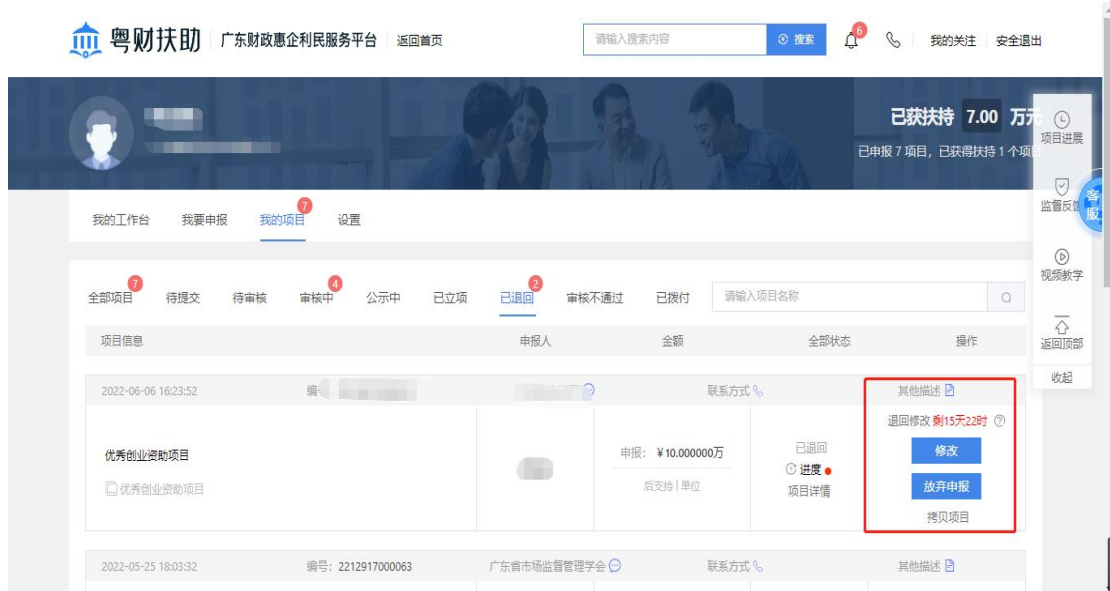 粤财扶助 广东财政惠企利民服务平台 返回首页 请输入搜索内容 搜索 6 我的关注 安全退出
已获扶持 7.00 万元
已申报 7 项目，已获得扶持 1 个项
项目进展
监督反馈
客服
视频教学
返回顶部
收起
我的工作台 我要申报 我的项目 7 设置
全部项目 7 待提交 待审核 审核中 4 公示中 已立项 已退回 2 审核不通过 已拨付 请输入项目名称
项目信息 申报人 金额 全部状态 操作
2022-06-06 16:23:52 编 联系方式 其他描述
退回修改 剩15天22时
优秀创业资助项目 申报： ¥10.000000万 已退回 修改
进度
优秀创业资助项目 后支持 | 单位 项目详情 放弃申报
拷贝项目
2022-05-25 18:03:32 编号： 2212917000063 广东省市场监督管理学会 联系方式 其他描述